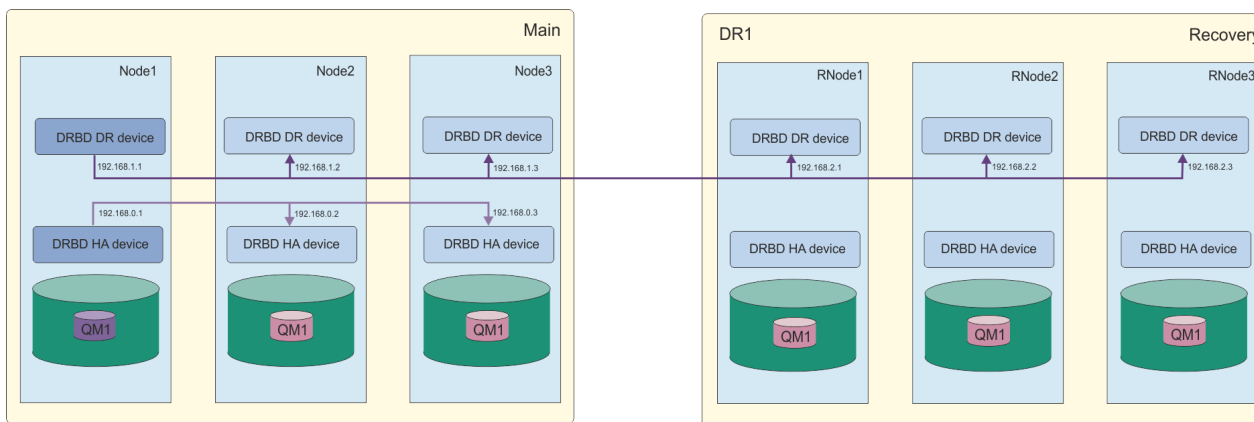 Main
Node1
Node2
Node3
DRBD DR device
DRBD DR device
DRBD DR device
192.168.1.1
192.168.1.2
192.168.1.3
192.168.0.1
192.168.0.2
192.168.0.3
DRBD HA device
DRBD HA device
DRBD HA device
QM1
QM1
QM1
DR1
Recovery
RNode1
RNode2
RNode3
DRBD DR device
DRBD DR device
DRBD DR device
192.168.2.1
192.168.2.2
192.168.2.3
DRBD HA device
DRBD HA device
DRBD HA device
QM1
QM1
QM1